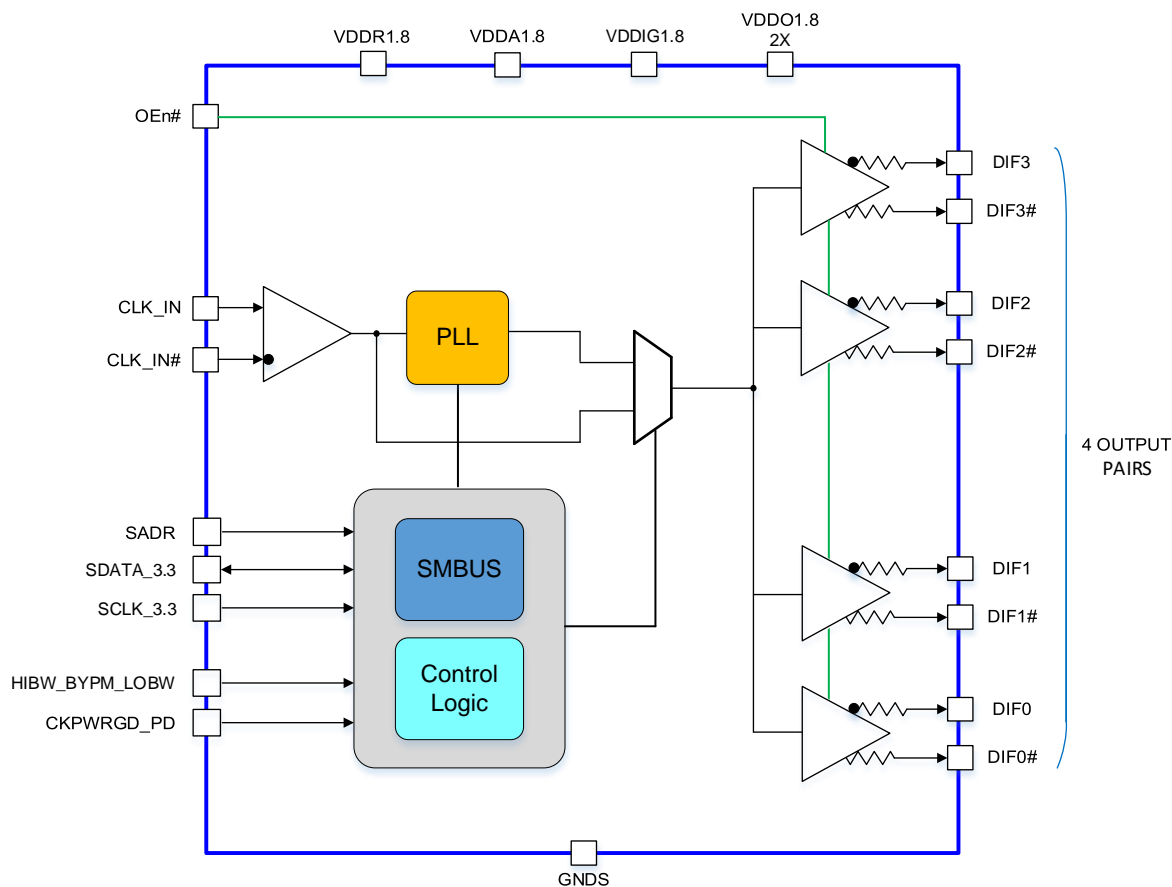 VDDR1.8
VDDA1.8
VDDIG1.8
VDDO1.8
2X
OEn#
DIF3
DIF3#
CLK_IN
CLK_IN#
PLL
DIF2
DIF2#
4 OUTPUT
PAIRS
SADR
SDATA_3.3
SCLK_3.3
SMBUS
DIF1
DIF1#
HIBW_BYPM_LOBW
CKPWRGD_PD
Control
Logic
DIF0
DIF0#
GNDS